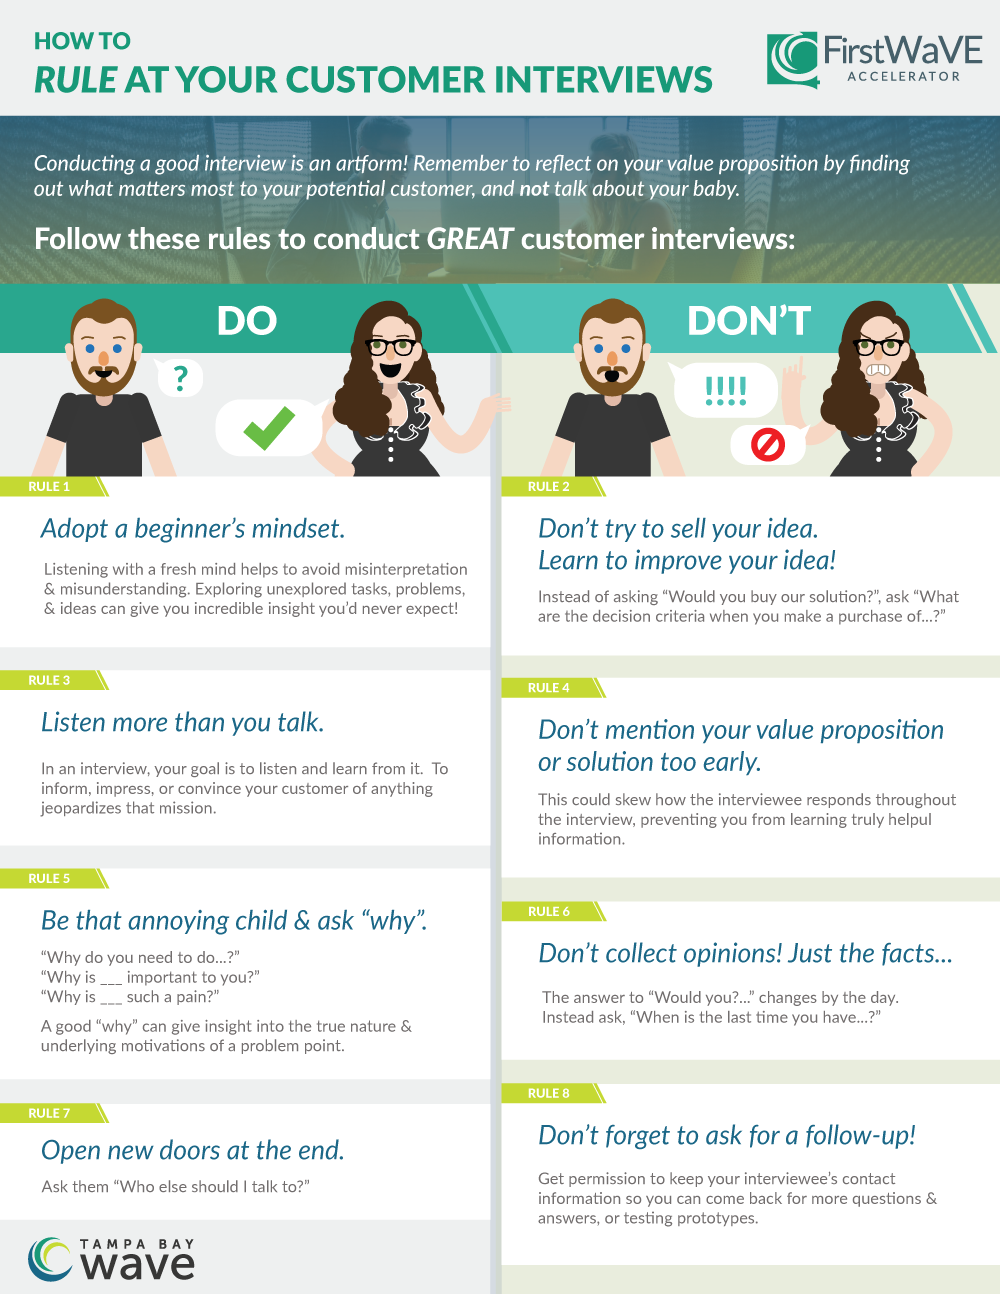 HOW TO
RULE AT YOUR CUSTOMER INTERVIEWS
FirstWaVE
ACCELERATOR
Conducting a good interview is an artform! Remember to reflect on your value proposition by finding
out what matters most to your potential customer, and not talk about your baby.
Follow these rules to conduct GREAT customer interviews:
DO
?
DON'T
!!!!
RULE 1
Adopt a beginner's mindset.
Listening with a fresh mind helps to avoid misinterpretation
& misunderstanding. Exploring unexplored tasks, problems,
& ideas can give you incredible insight you'd never expect!
RULE 2
Don't try to sell your idea.
Learn to improve your idea!
Instead of asking “Would you buy our solution?”, ask “What
are the decision criteria when you make a purchase of...?”
RULE 3
Listen more than you talk.
In an interview, your goal is to listen and learn from it.  To
inform, impress, or convince your customer of anything
jeopardizes that mission.
RULE 4
Don't mention your value proposition
or solution too early.
This could skew how the interviewee responds throughout
the interview, preventing you from learning truly helpul
information.
RULE 5
Be that annoying child & ask “why”.
“Why do you need to do...?”
“Why is ___ important to you?”
“Why is ___ such a pain?”
A good “why” can give insight into the true nature &
underlying motivations of a problem point.
RULE 6
Don't collect opinions! Just the facts...
The answer to “Would you?...” changes by the day.
Instead ask, “When is the last time you have...?”
RULE 7
Open new doors at the end.
Ask them “Who else should I talk to?”
RULE 8
Don't forget to ask for a follow-up!
Get permission to keep your interviewee's contact
information so you can come back for more questions &
answers, or testing prototypes.
TAMPA BAY
wave